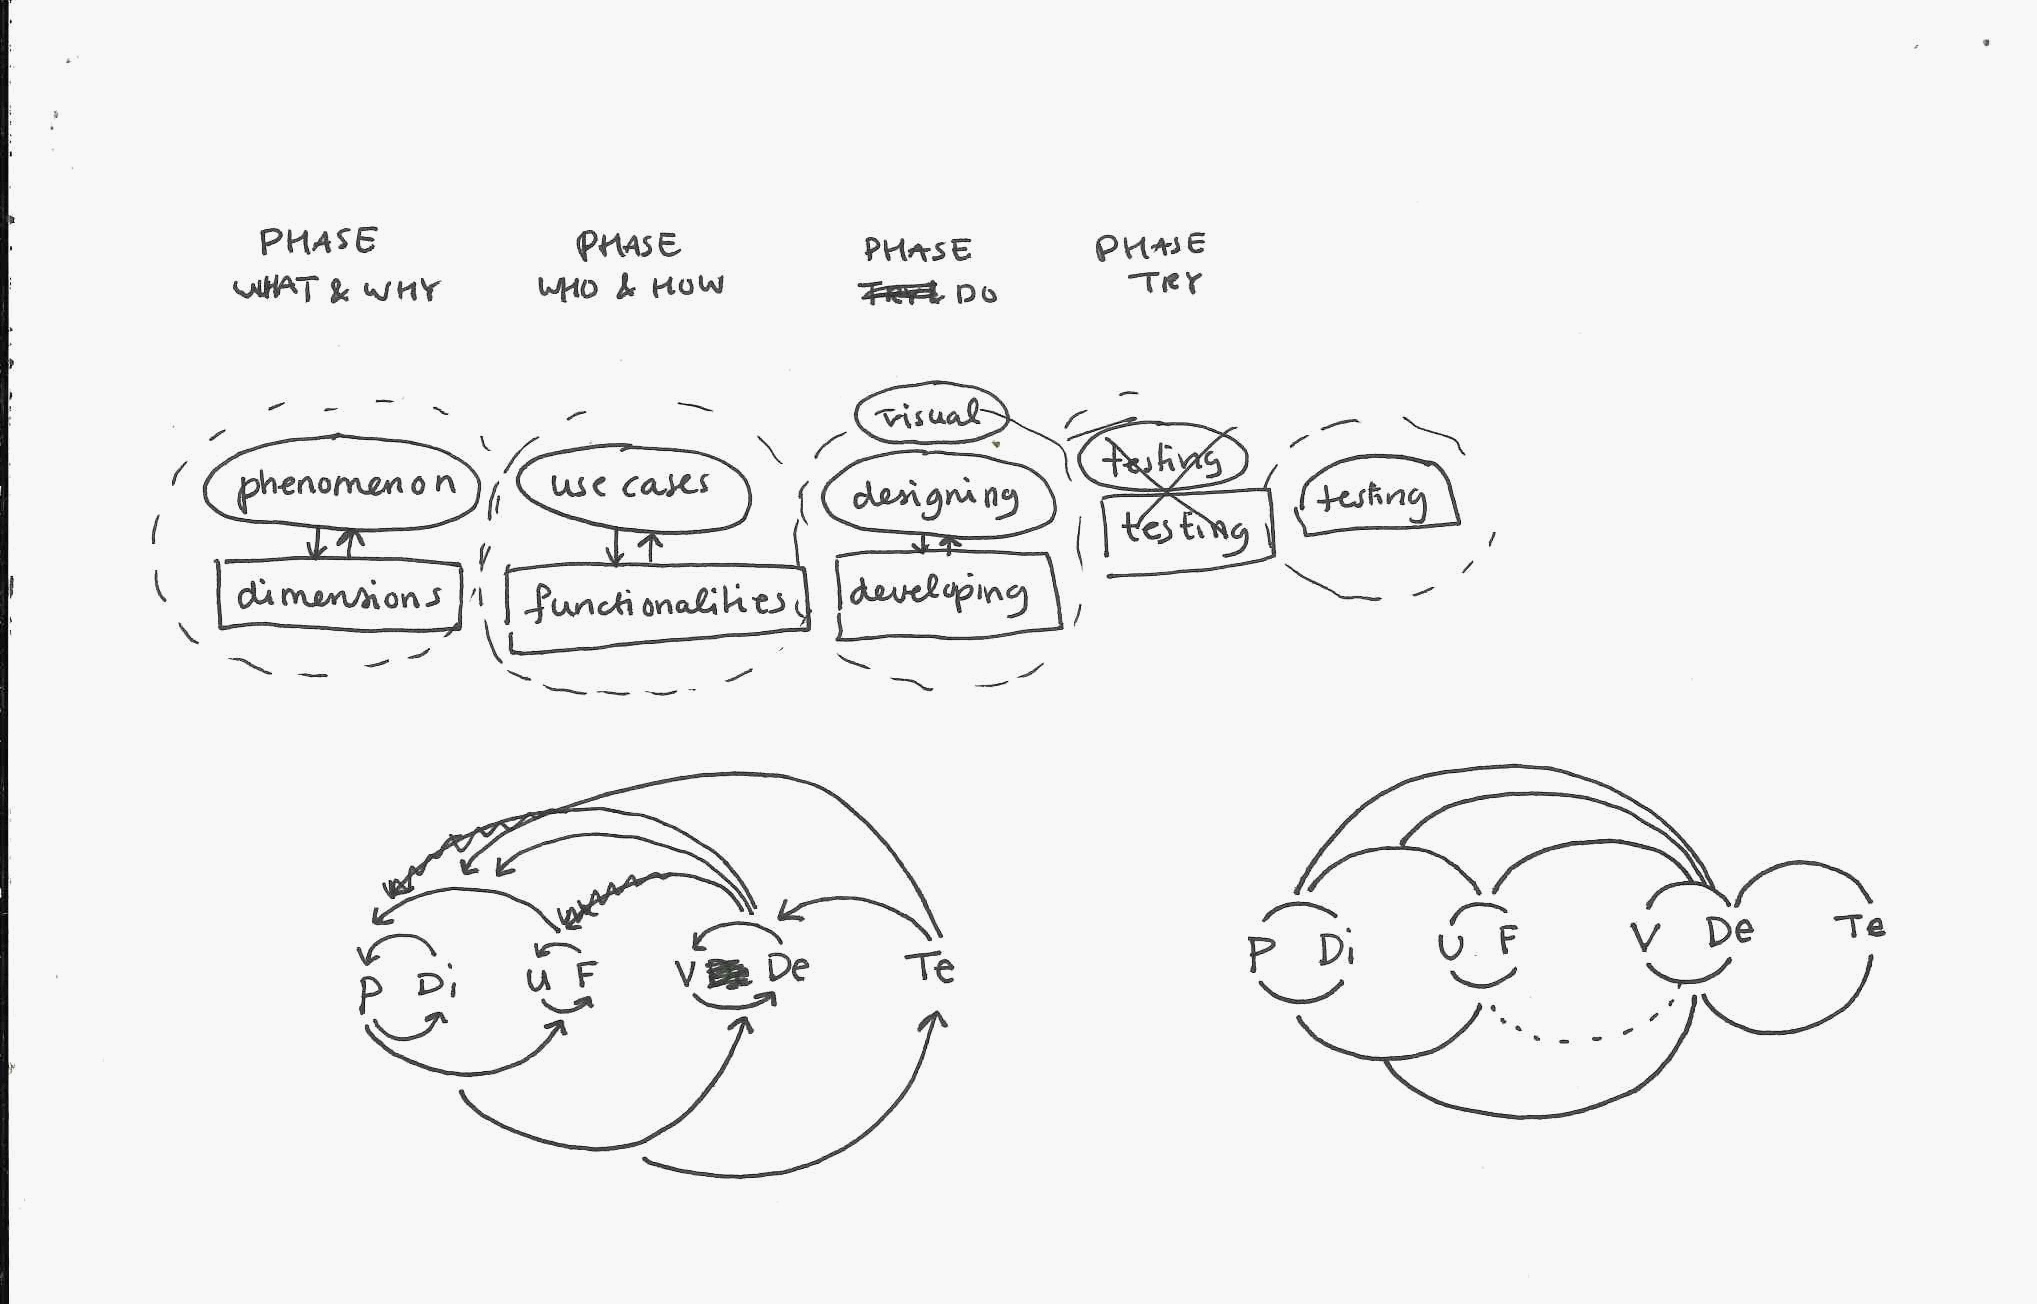 PHASE
WHAT & WHY
PHASE
WHO & HOW
PHASE
DO
PHASE
TRY
visual
phenomenon
use cases
designing
testing
testing
dimensions
functionalities
developing
testing
P Di U F V De Te
P Di U F V De Te